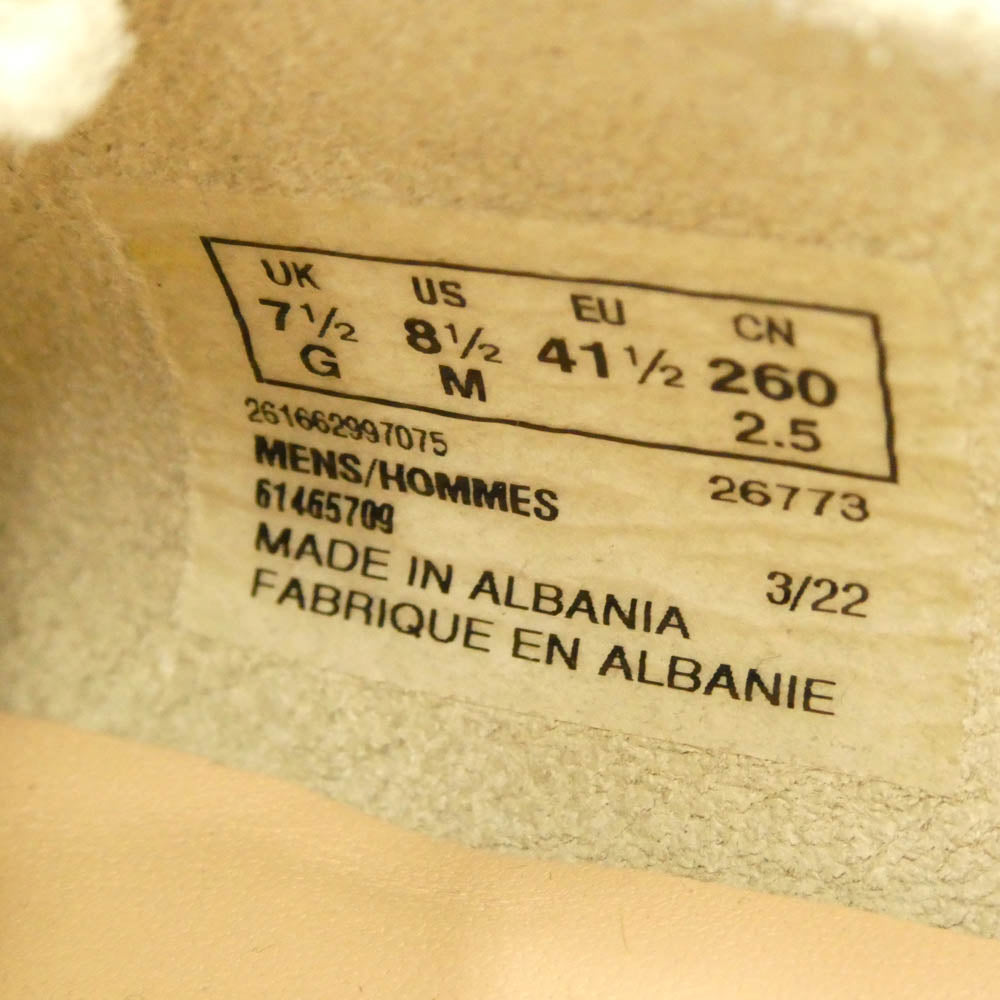 UK US EU CN
7½ 8½ 41½ 260
G M 2.5
261662997075
MENS/HOMMES 26773
61465709
MADE IN ALBANIA 3/22
FABRIQUE EN ALBANIE